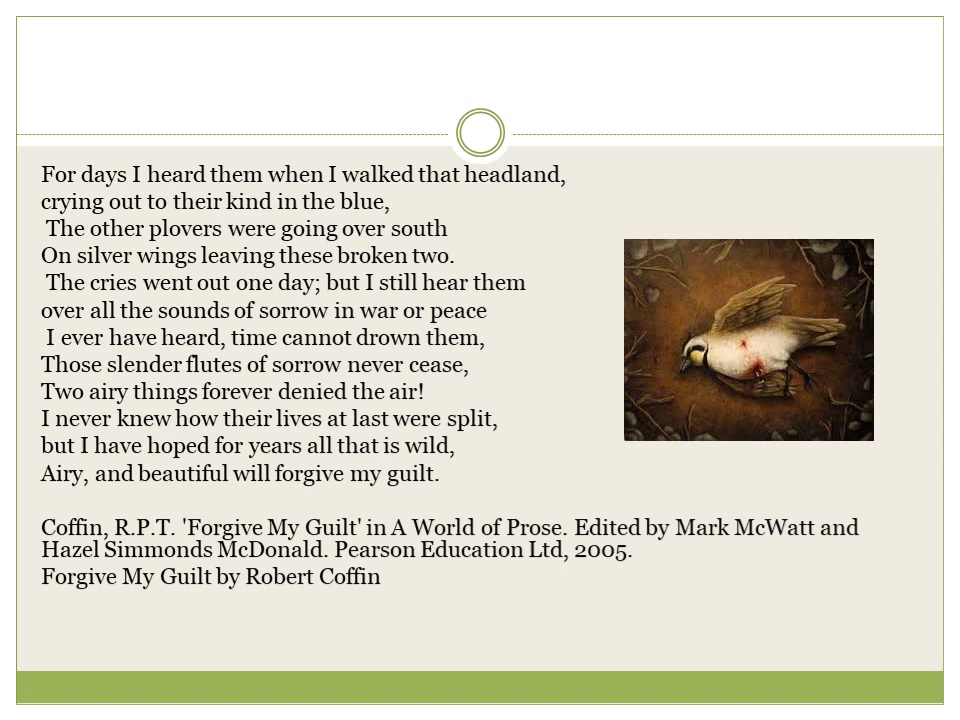 For days I heard them when I walked that headland,
crying out to their kind in the blue,
The other plovers were going over south
On silver wings leaving these broken two.
The cries went out one day; but I still hear them
over all the sounds of sorrow in war or peace
I ever have heard, time cannot drown them,
Those slender flutes of sorrow never cease,
Two airy things forever denied the air!
I never knew how their lives at last were split,
but I have hoped for years all that is wild,
Airy, and beautiful will forgive my guilt.
Coffin, R.P.T. 'Forgive My Guilt' in A World of Prose. Edited by Mark McWatt and
Hazel Simmonds McDonald. Pearson Education Ltd, 2005.
Forgive My Guilt by Robert Coffin